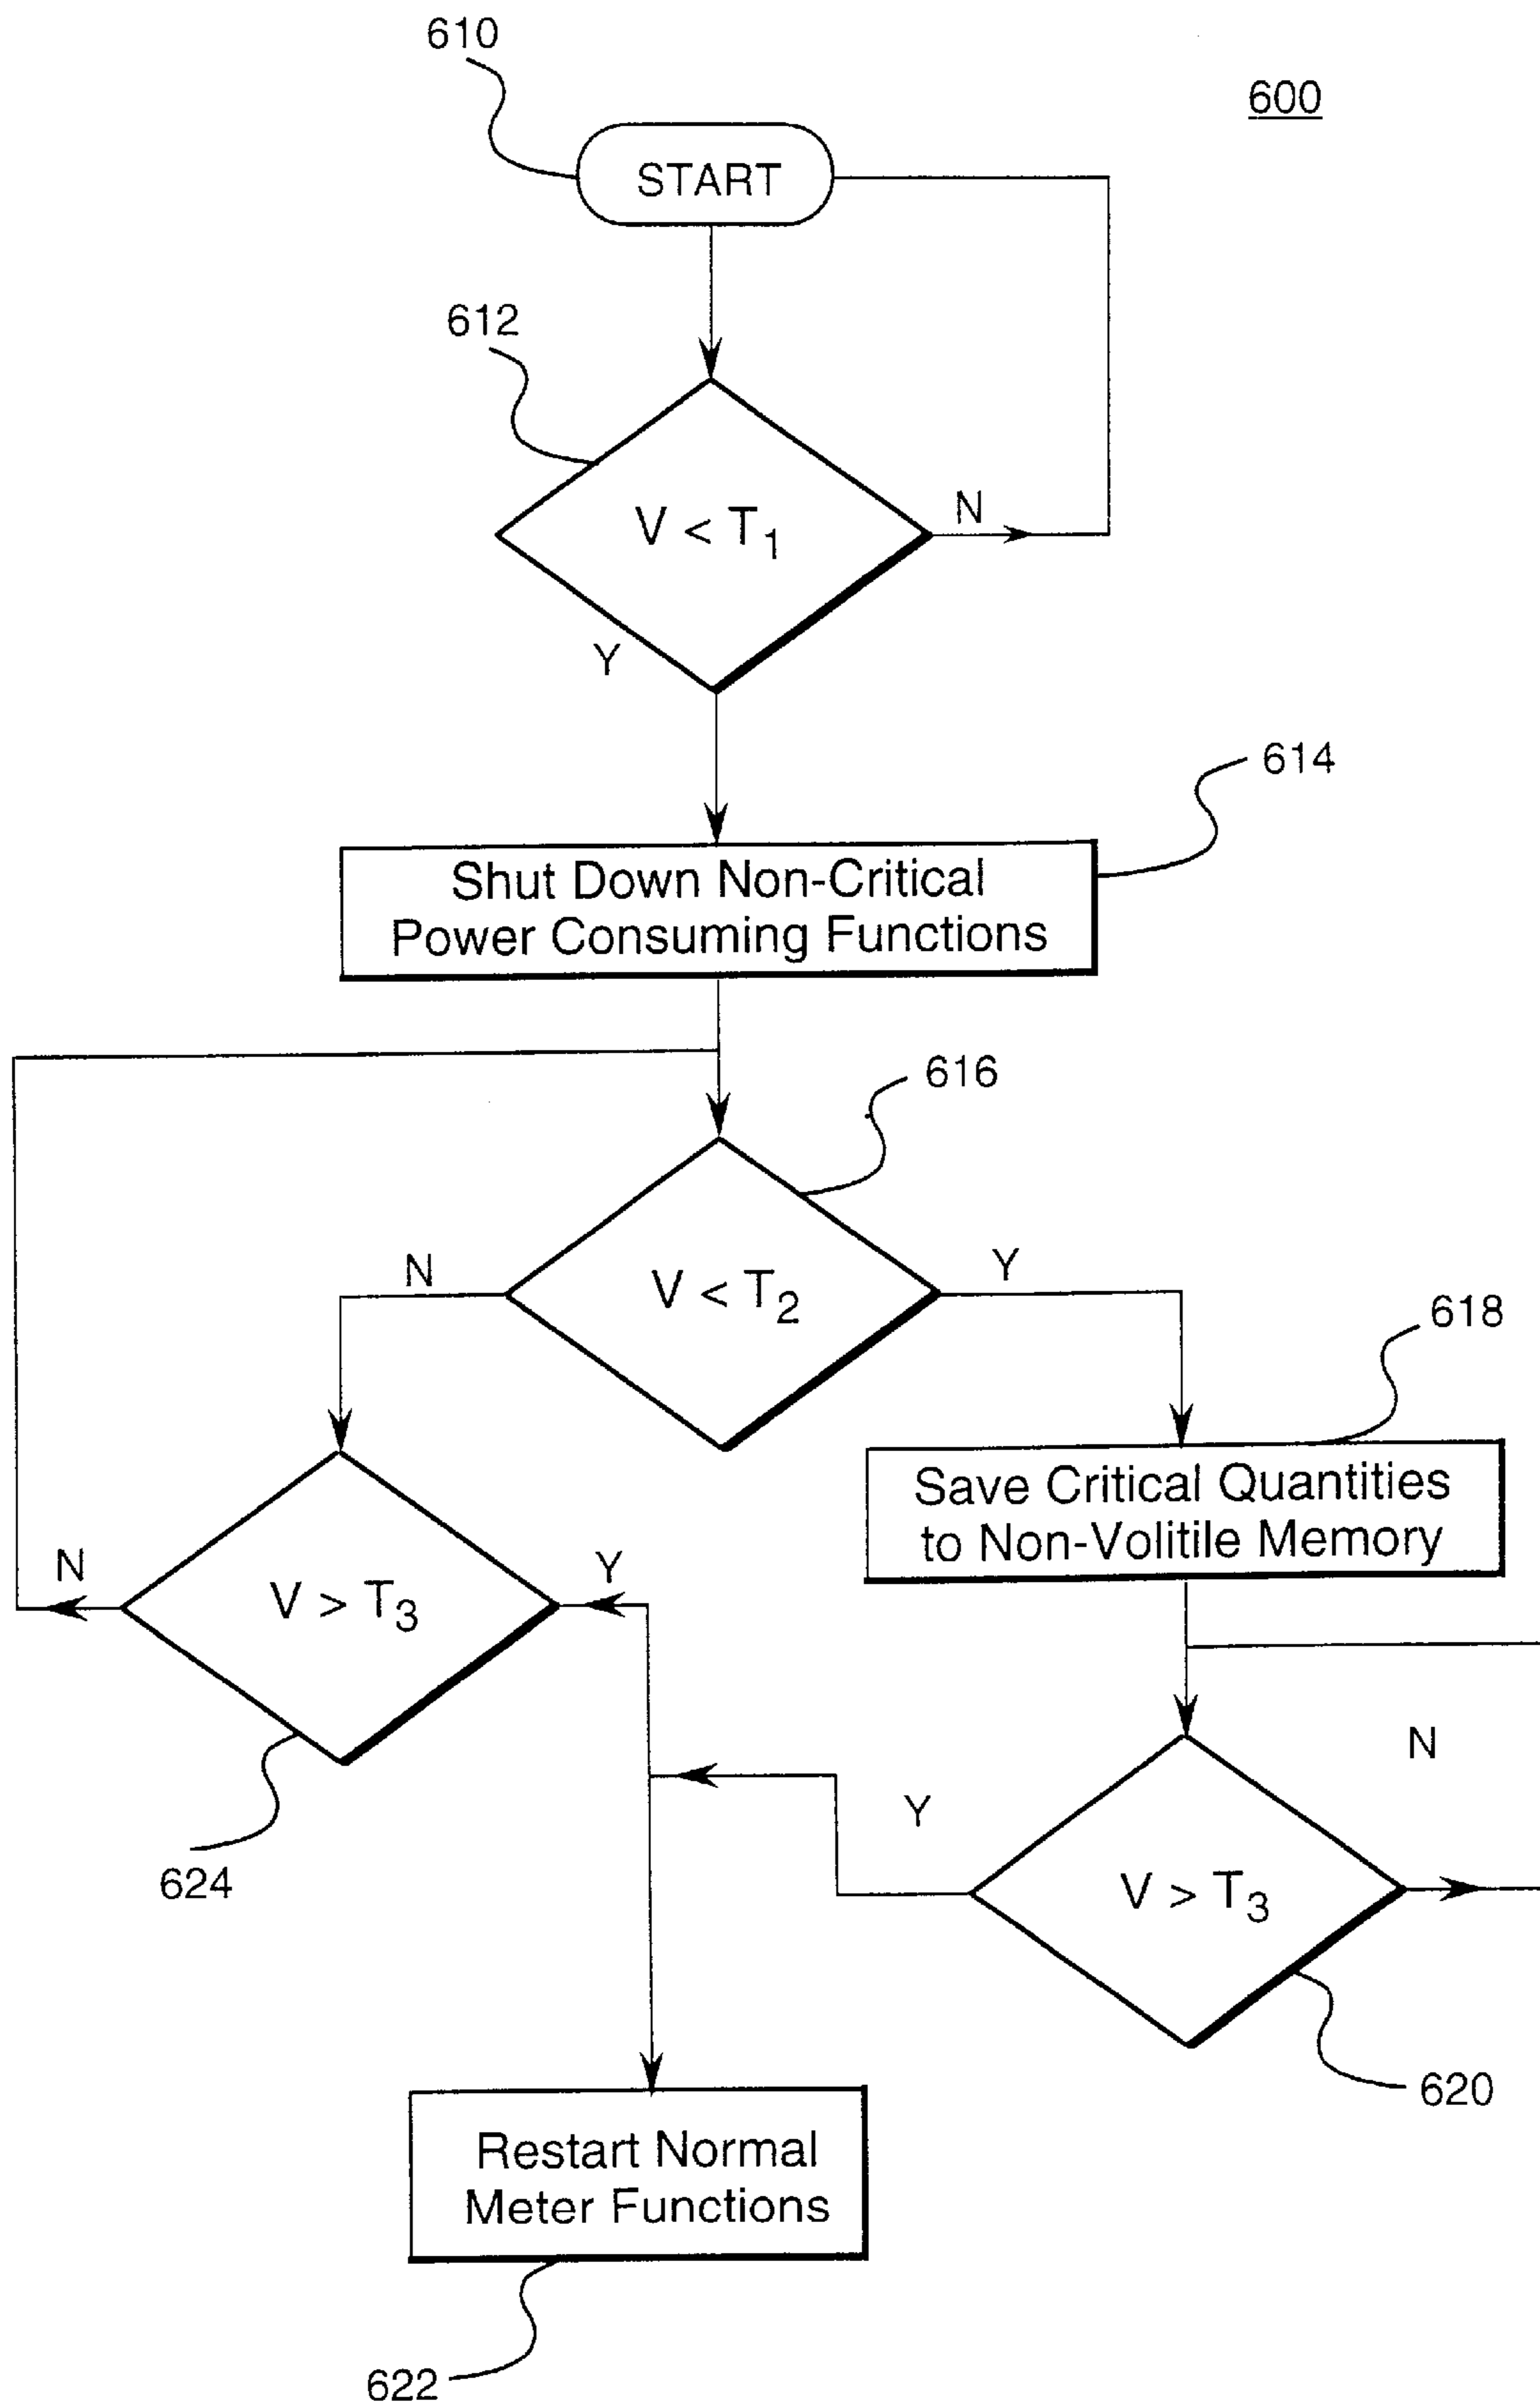 610
600
START
612
V < T1
N
Y
614
Shut Down Non-Critical
Power Consuming Functions
616
N
V < T2
Y
618
Save Critical Quantities
to Non-Volitile Memory
N
V > T3
Y
N
Y
V > T3
624
620
Restart Normal
Meter Functions
622